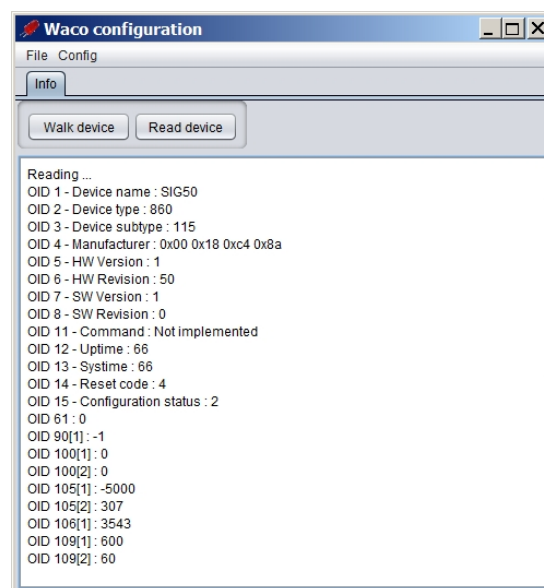 Waco configuration
File Config
Info
Walk device Read device
Reading ...
OID 1 - Device name : SIG50
OID 2 - Device type : 860
OID 3 - Device subtype : 115
OID 4 - Manufacturer : 0x00 0x18 0xc4 0x8a
OID 5 - HW Version : 1
OID 6 - HW Revision : 50
OID 7 - SW Version : 1
OID 8 - SW Revision : 0
OID 11 - Command : Not implemented
OID 12 - Uptime : 66
OID 13 - Systime : 66
OID 14 - Reset code : 4
OID 15 - Configuration status : 2
OID 61 : 0
OID 90[1] : -1
OID 100[1] : 0
OID 100[2] : 0
OID 105[1] : -5000
OID 105[2] : 307
OID 106[1] : 3543
OID 109[1] : 600
OID 109[2] : 60